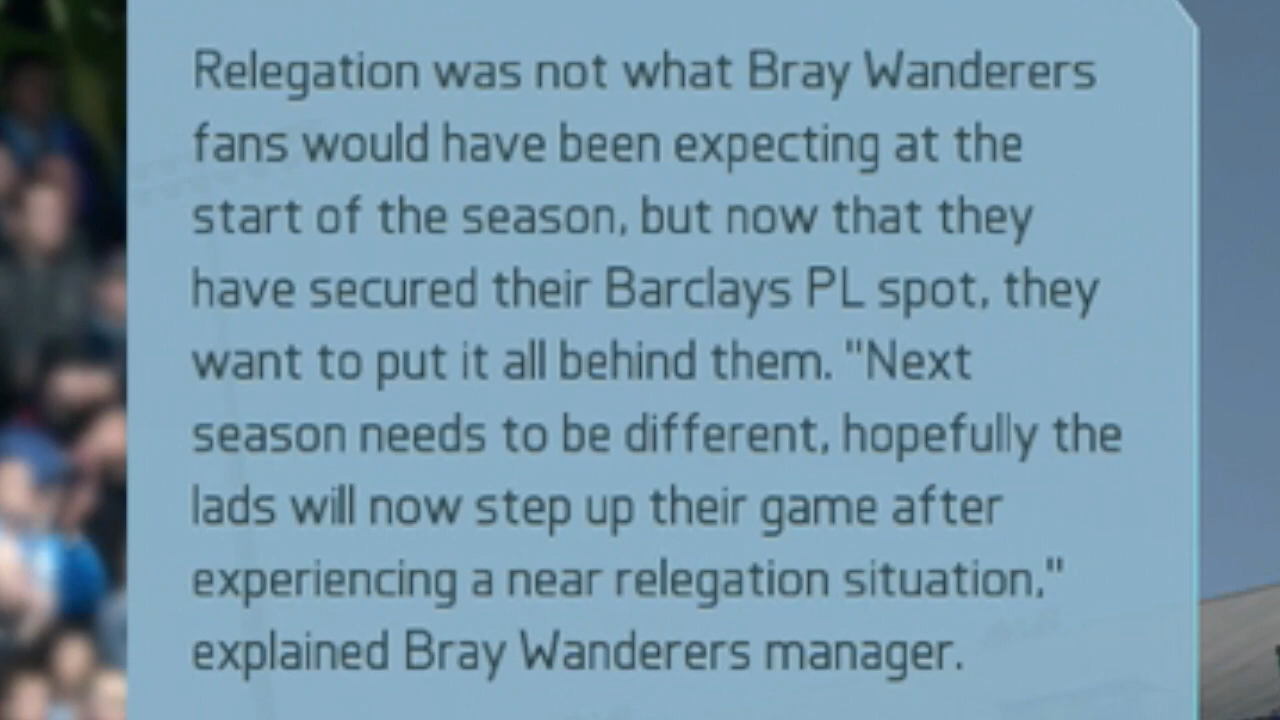 Relegation was not what Bray Wanderers
fans would have been expecting at the
start of the season, but now that they
have secured their Barclays PL spot, they
want to put it all behind them. "Next
season needs to be different, hopefully the
lads will now step up their game after
experiencing a near relegation situation,"
explained Bray Wanderers manager.